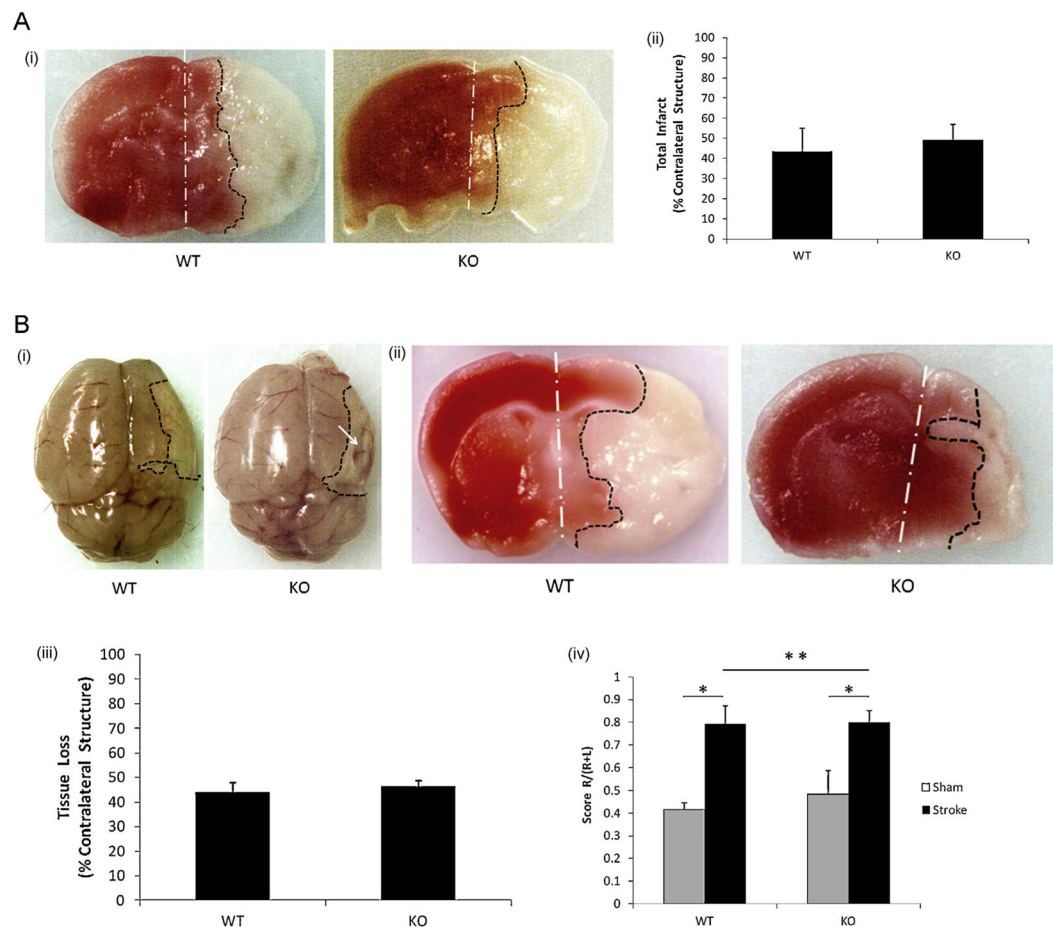 A
(i)
WT
KO
(ii)
Total Infarct
(% Contralateral Structure)
100
90
80
70
60
50
40
30
20
10
0
WT
KO
B
(i)
WT
KO
(ii)
WT
KO
(iii)
Tissue Loss
(% Contralateral Structure)
100
90
80
70
60
50
40
30
20
10
0
WT
KO
(iv)
Score R/(R+L)
1
0.9
0.8
0.7
0.6
0.5
0.4
0.3
0.2
0.1
0
*
**
*
WT
KO
Sham
Stroke